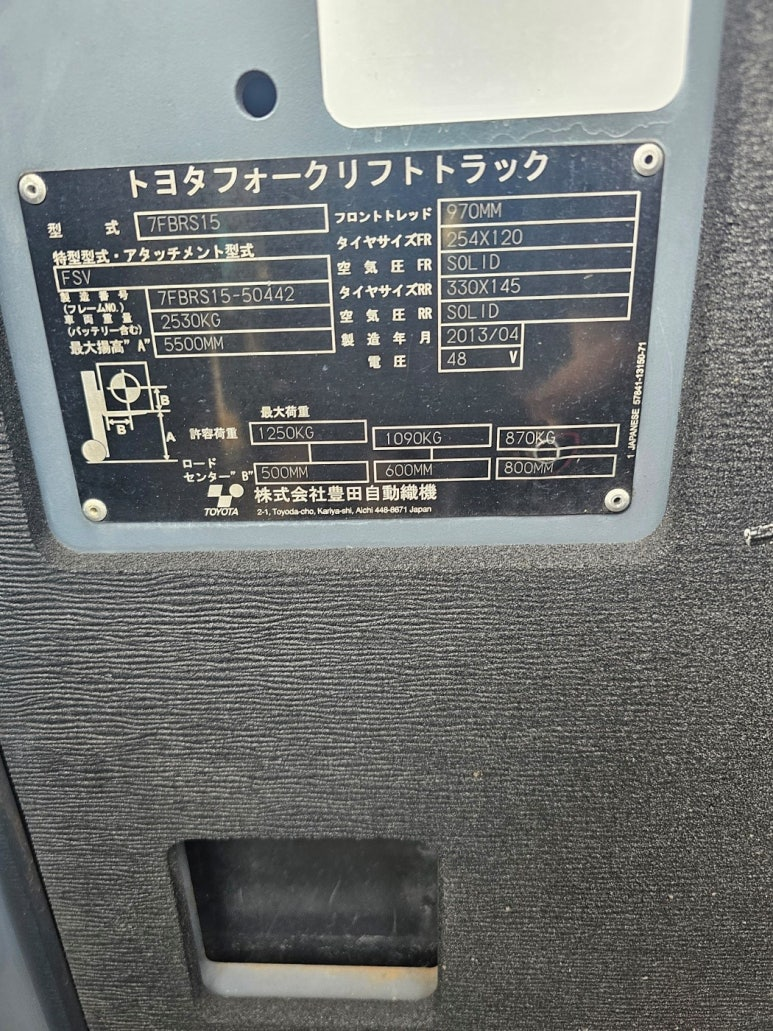 トヨタフォークリフトトラック
型式 7FBRS15
特型型式・アタッチメント型式
FSV
製造番号 (フレームNO.) 7FBRS15-50442
車両重量 (バッテリー含む) 2530KG
最大揚高"A" 5500MM
フロントトレッド 970MM
タイヤサイズFR 254X120
空気圧 FR SOLID
タイヤサイズRR 330X145
空気圧 RR SOLID
製造年月 2013/04
電圧 48 V
B
B
A
最大荷重
許容荷重 1250KG 1090KG 870KG
ロードセンター"B" 500MM 600MM 800MM
TOYOTA
株式会社豊田自動織機
2-1, Toyoda-cho, Kariya-shi, Aichi 448-8671 Japan
1 JAPANESE 57841-13150-71